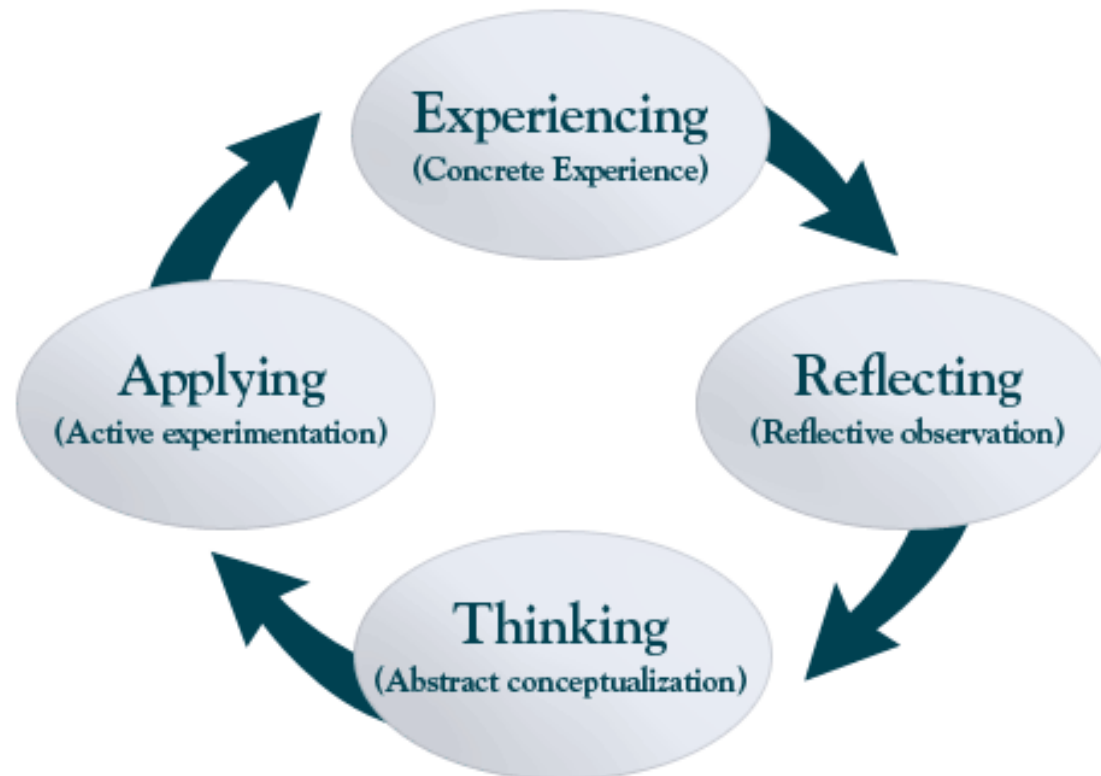 Experiencing
(Concrete Experience)
Reflecting
(Reflective observation)
Thinking
(Abstract conceptualization)
Applying
(Active experimentation)